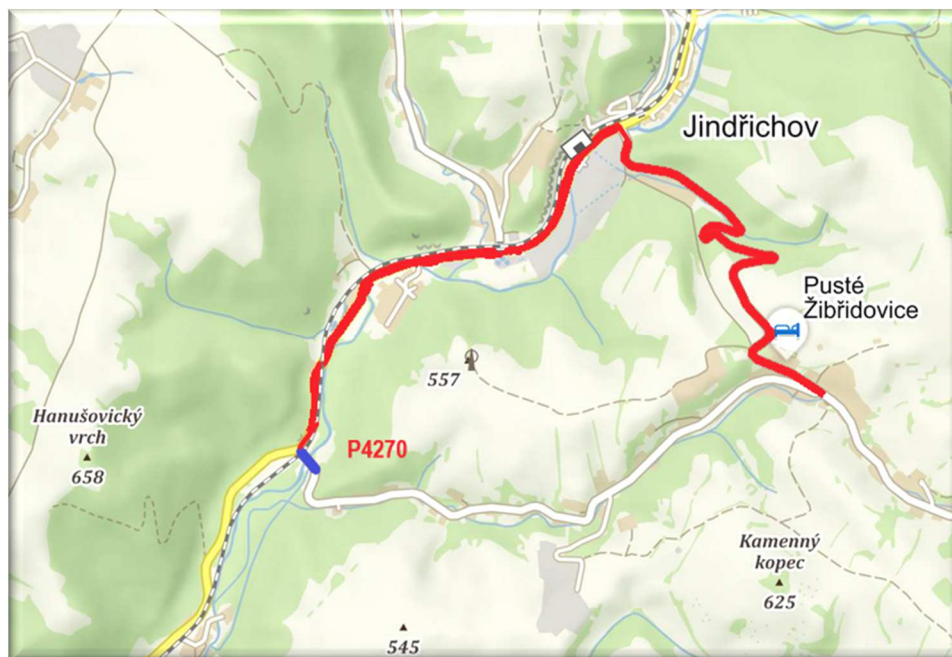 Jindřichov
Pusté
Žibřidovice
557
Hanušovický
vrch
658
P4270
Kamenný
kopec
625
545